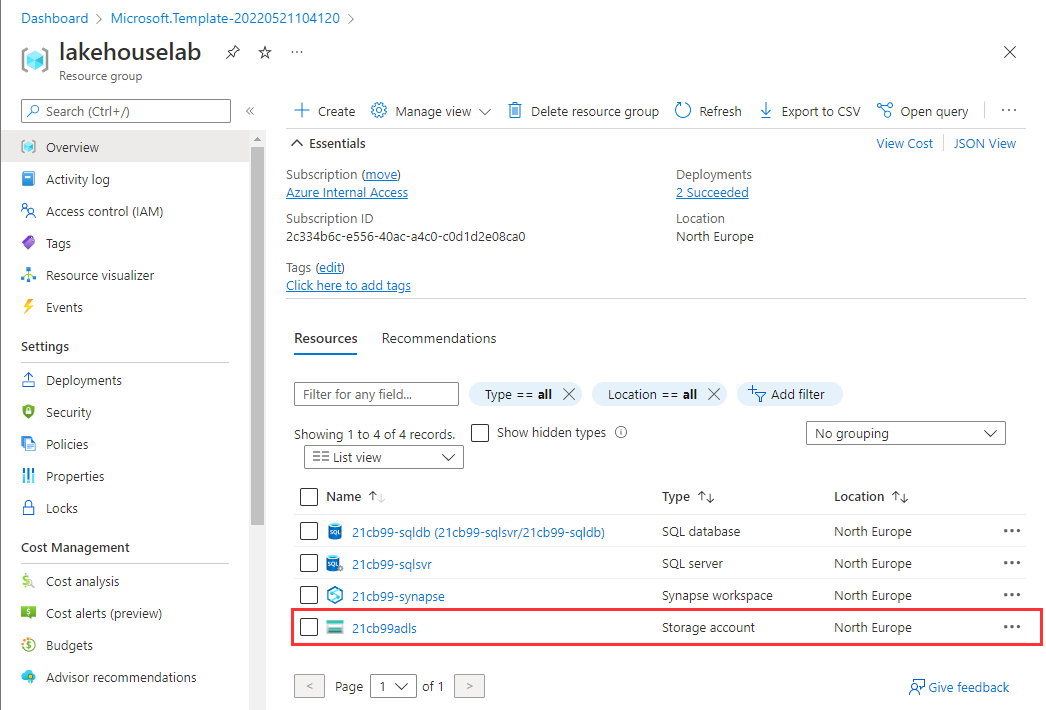 Dashboard > Microsoft.Template-20220521104120 >
lakehouselab
Resource group
Search (Ctrl+/)
Overview
Activity log
Access control (IAM)
Tags
Resource visualizer
Events
Settings
Deployments
Security
Policies
Properties
Locks
Cost Management
Cost analysis
Cost alerts (preview)
Budgets
Advisor recommendations
Create Manage view Delete resource group Refresh Export to CSV Open query
Essentials View Cost JSON View
Subscription (move)
Azure Internal Access
Subscription ID
2c334b6c-e556-40ac-a4c0-c0d1d2e08ca0
Tags (edit)
Click here to add tags
Deployments
2 Succeeded
Location
North Europe
Resources Recommendations
Filter for any field... Type == all Location == all Add filter
Showing 1 to 4 of 4 records. Show hidden types No grouping
List view
Name Type Location
21cb99-sqldb (21cb99-sqlsvr/21cb99-sqldb) SQL database North Europe
21cb99-sqlsvr SQL server North Europe
21cb99-synapse Synapse workspace North Europe
21cb99adls Storage account North Europe
< Page 1 of 1 > Give feedback